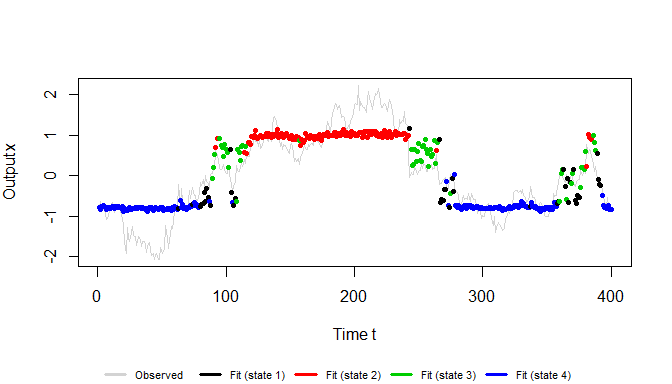 2
1
0
-1
-2
Outputx
0 100 200 300 400
Time t
Observed Fit (state 1) Fit (state 2) Fit (state 3) Fit (state 4)